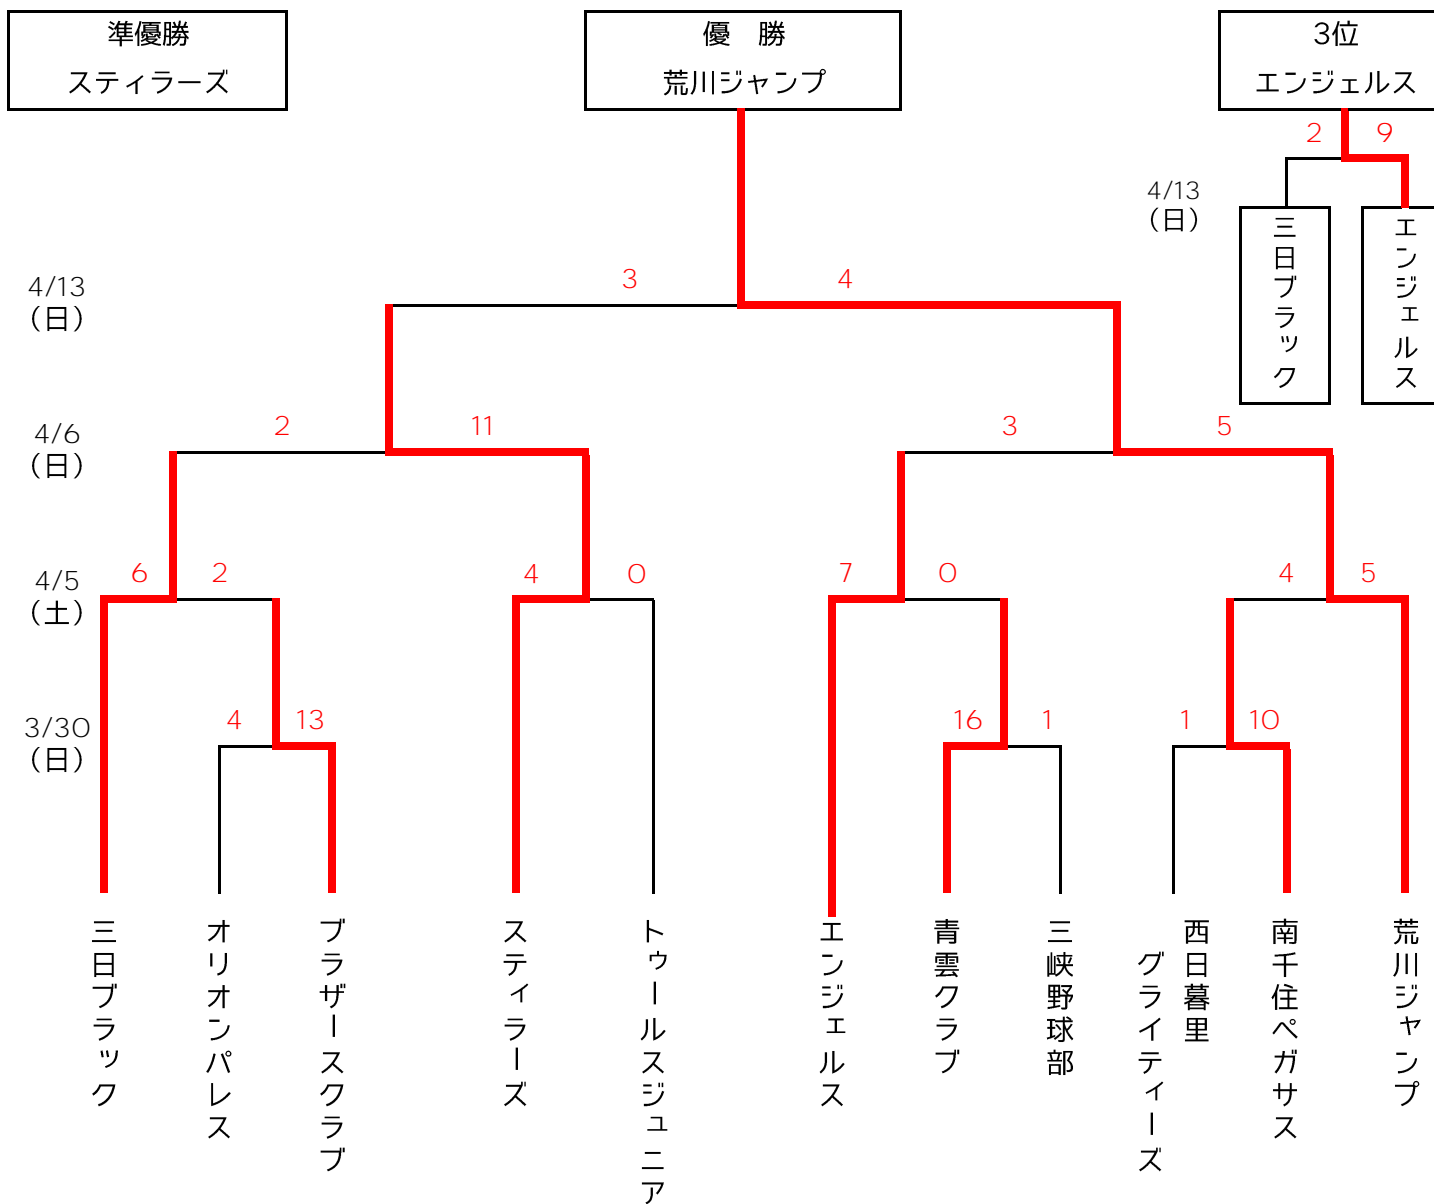 準優勝
スティラーズ
優　勝
荒川ジャンプ
3位
エンジェルス
2 9
4/13
（日）
三日ブラック
エンジェルス
4/13
（日）
3 4
4/6
（日）
2 11 3 5
4/5
（土）
6 2 4 0 7 0 4 5
3/30
（日）
4 13 16 1 1 10
三日ブラック
オリオンパレス
ブラザースクラブ
スティラーズ
トゥールスジュニア
エンジェルス
青雲クラブ
三峡野球部
西日暮里
グライティーズ
南千住ペガサス
荒川ジャンプ